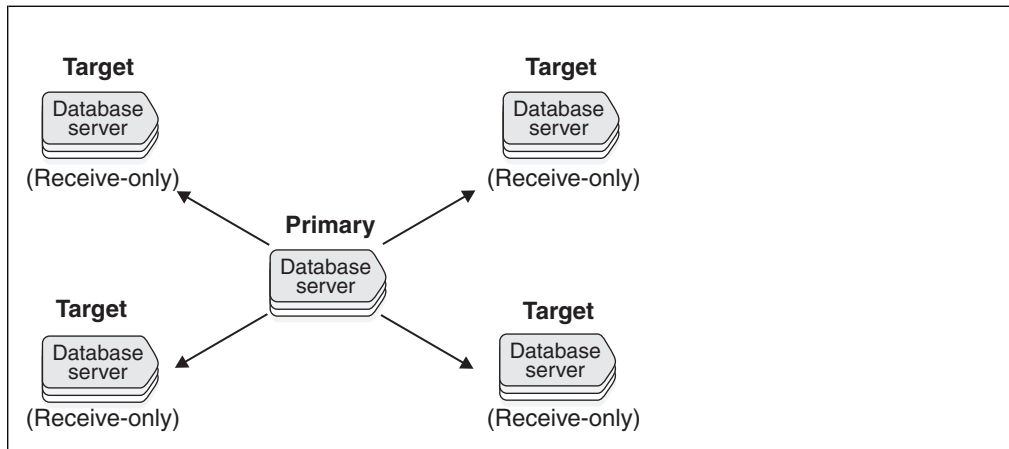 Target
Database
server
(Receive-only)
Target
Database
server
(Receive-only)
Primary
Database
server
Target
Database
server
(Receive-only)
Target
Database
server
(Receive-only)